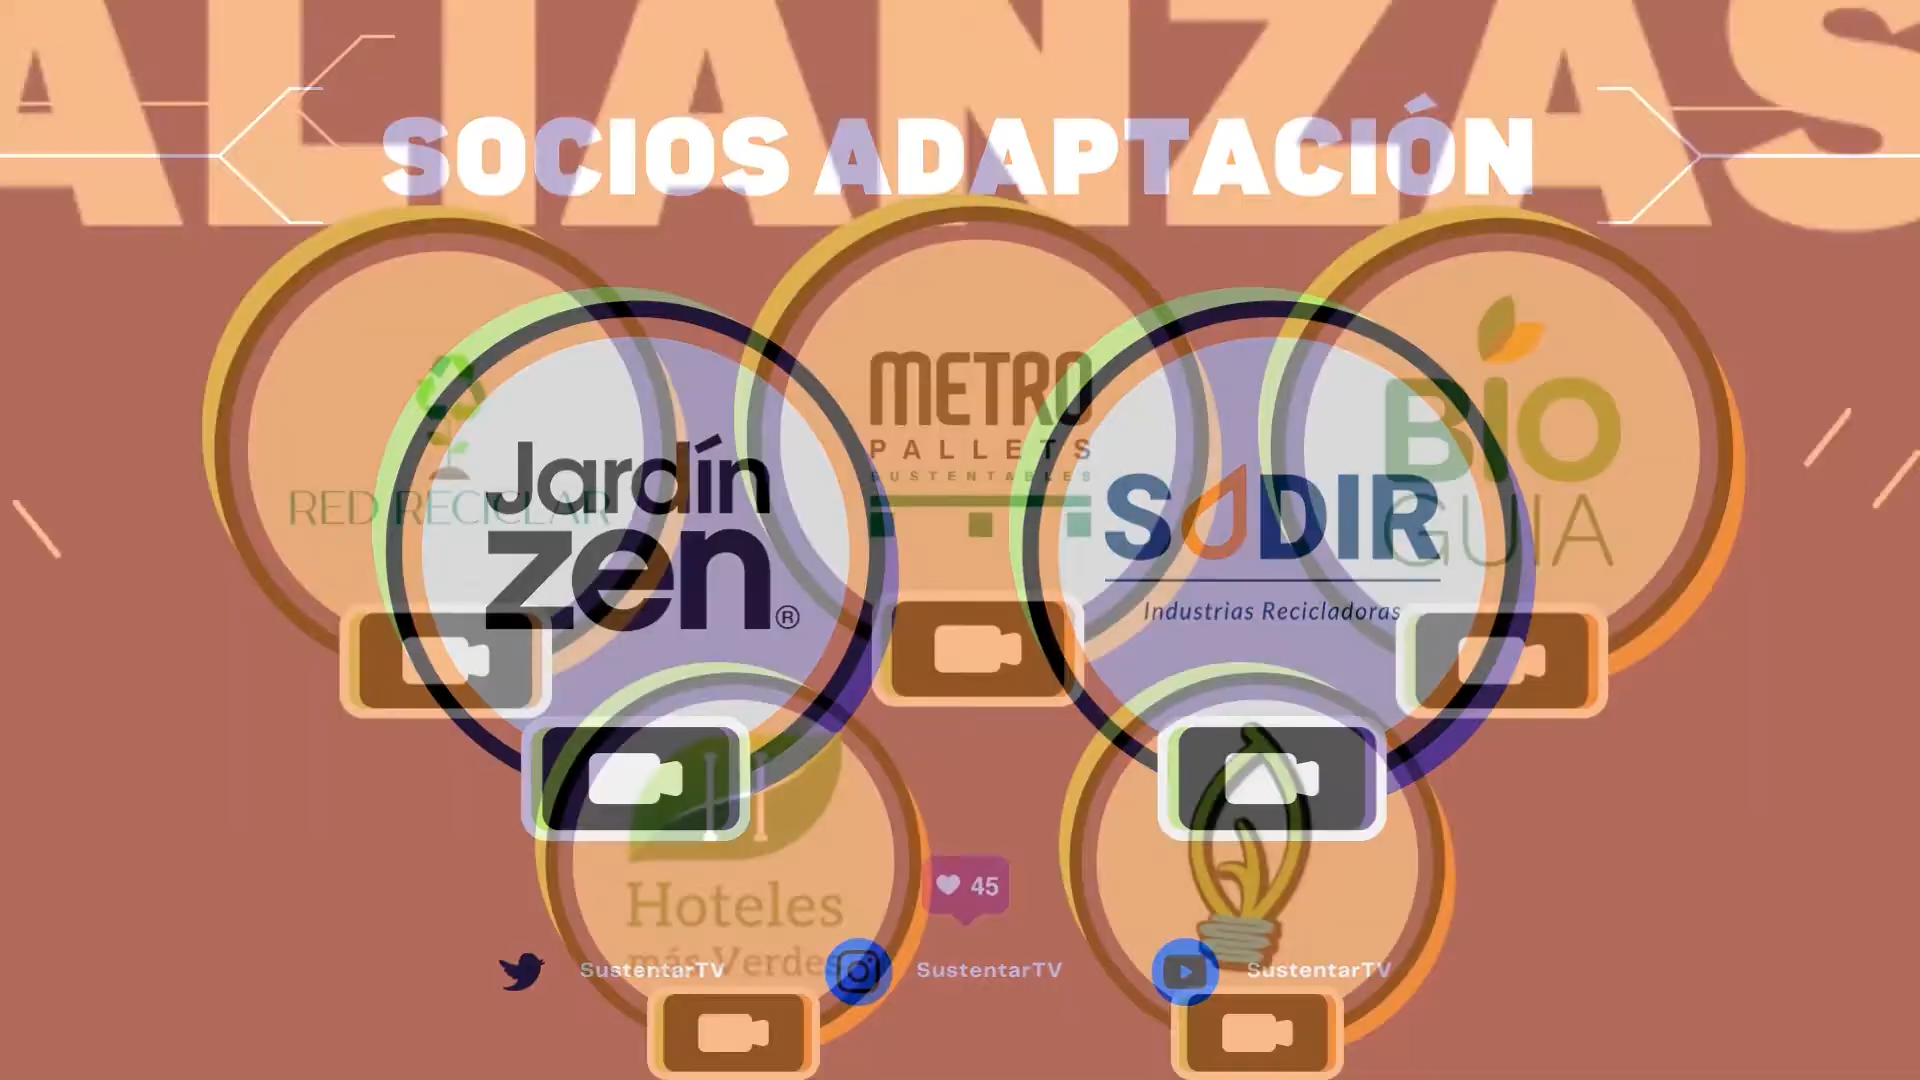 ALIANZAS
SOCIOS ADAPTACIÓN
RED RECICLAR
Jardín
zen®
METRO
PALLETS
SUSTENTABLES
SODIR
Industrias Recicladoras
BIO
GUIA
Hoteles
más Verdes
45
SustentarTV
SustentarTV
SustentarTV